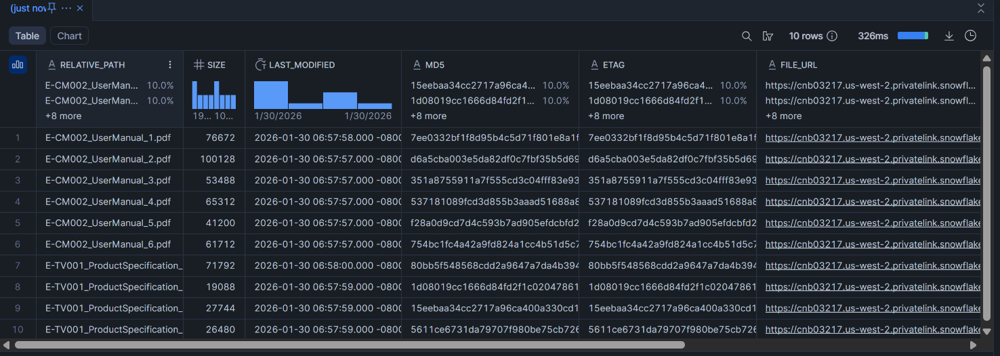 (just now
Table Chart 10 rows 326ms
RELATIVE_PATH SIZE LAST_MODIFIED MD5 ETAG FILE_URL
E-CM002_UserMan... 10.0% 15eebaa34cc2717a96ca4... 10.0% 15eebaa34cc2717a96ca4... 10.0% https://cnb03217.us-west-2.privatelink.snowfl...
E-CM002_UserMan... 10.0% 1d08019cc1666d84fd2f1... 10.0% 1d08019cc1666d84fd2f1... 10.0% https://cnb03217.us-west-2.privatelink.snowfl...
+8 more 19... 10... 1/30/2026 1/30/2026 +8 more +8 more +8 more
1 E-CM002_UserManual_1.pdf 76672 2026-01-30 06:57:58.000 -0800 7ee0332bf1f8d95b4c5d71f801e8a1f 7ee0332bf1f8d95b4c5d71f801e8a1f https://cnb03217.us-west-2.privatelink.snowflake
2 E-CM002_UserManual_2.pdf 100128 2026-01-30 06:57:57.000 -0800 d6a5cba003e5da82df0c7fbf35b5d69 d6a5cba003e5da82df0c7fbf35b5d69 https://cnb03217.us-west-2.privatelink.snowflake
3 E-CM002_UserManual_3.pdf 53488 2026-01-30 06:57:57.000 -0800 351a8755911a7f555cd3c04fff83e93 351a8755911a7f555cd3c04fff83e93 https://cnb03217.us-west-2.privatelink.snowflake
4 E-CM002_UserManual_4.pdf 65312 2026-01-30 06:57:57.000 -0800 537181089fcd3d855b3aaad51688a8 537181089fcd3d855b3aaad51688a8 https://cnb03217.us-west-2.privatelink.snowflake
5 E-CM002_UserManual_5.pdf 41200 2026-01-30 06:57:57.000 -0800 f28a0d9cd7d4c593b7ad905efdcbfd2 f28a0d9cd7d4c593b7ad905efdcbfd2 https://cnb03217.us-west-2.privatelink.snowflake
6 E-CM002_UserManual_6.pdf 61712 2026-01-30 06:57:57.000 -0800 754bc1fc4a42a9fd824a1cc4b51d5c7 754bc1fc4a42a9fd824a1cc4b51d5c7 https://cnb03217.us-west-2.privatelink.snowflake
7 E-TV001_ProductSpecification_ 71792 2026-01-30 06:58:00.000 -0800 80bb5f548568cdd2a9647a7da4b394 80bb5f548568cdd2a9647a7da4b394 https://cnb03217.us-west-2.privatelink.snowflake
8 E-TV001_ProductSpecification_ 19088 2026-01-30 06:57:59.000 -0800 1d08019cc1666d84fd2f1c02047861 1d08019cc1666d84fd2f1c02047861 https://cnb03217.us-west-2.privatelink.snowflake
9 E-TV001_ProductSpecification_ 27744 2026-01-30 06:57:59.000 -0800 15eebaa34cc2717a96ca400a330cd1 15eebaa34cc2717a96ca400a330cd1 https://cnb03217.us-west-2.privatelink.snowflake
10 E-TV001_ProductSpecification_ 26480 2026-01-30 06:57:59.000 -0800 5611ce6731da79707f980be75cb726 5611ce6731da79707f980be75cb726 https://cnb03217.us-west-2.privatelink.snowflake